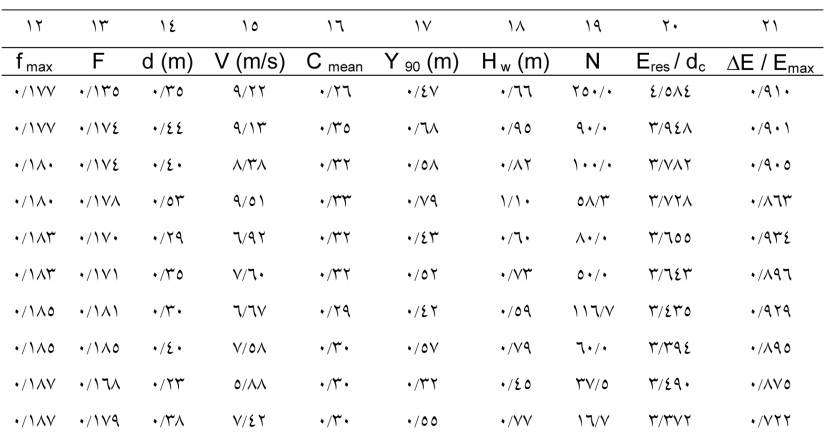 ١٢ ١٣ ١٤ ١٥ ١٦ ١٧ ١٨ ١٩ ٢٠ ٢١
f max F d (m) V (m/s) C mean Y 90 (m) H w (m) N E res / d c ΔE / E max
٠/١٧٧ ٠/١٣٥ ٠/٣٥ ٩/٢٢ ٠/٢٦ ٠/٤٧ ٠/٦٦ ٢٥٠/٠ ٤/٥٨٤ ٠/٩١٠
٠/١٧٧ ٠/١٧٤ ٠/٤٤ ٩/١٣ ٠/٣٥ ٠/٦٨ ٠/٩٥ ٩٠/٠ ٣/٩٤٨ ٠/٩٠١
٠/١٨٠ ٠/١٧٤ ٠/٤٠ ٨/٣٨ ٠/٣٢ ٠/٥٨ ٠/٨٢ ١٠٠/٠ ٣/٧٨٢ ٠/٩٠٥
٠/١٨٠ ٠/١٧٨ ٠/٥٣ ٩/٥١ ٠/٣٣ ٠/٧٩ ١/١٠ ٥٨/٣ ٣/٧٢٨ ٠/٨٦٣
٠/١٨٣ ٠/١٧٠ ٠/٢٩ ٦/٩٢ ٠/٣٢ ٠/٤٣ ٠/٦٠ ٨٠/٠ ٣/٦٥٥ ٠/٩٣٤
٠/١٨٣ ٠/١٧١ ٠/٣٥ ٧/٦٠ ٠/٣٢ ٠/٥٢ ٠/٧٣ ٥٠/٠ ٣/٦٤٣ ٠/٨٩٦
٠/١٨٥ ٠/١٨١ ٠/٣٠ ٦/٦٧ ٠/٢٩ ٠/٤٢ ٠/٥٩ ١١٦/٧ ٣/٤٣٥ ٠/٩٢٩
٠/١٨٥ ٠/١٨٥ ٠/٤٠ ٧/٥٨ ٠/٣٠ ٠/٥٧ ٠/٧٩ ٦٠/٠ ٣/٣٩٤ ٠/٨٩٥
٠/١٨٧ ٠/١٦٨ ٠/٢٣ ٥/٨٨ ٠/٣٠ ٠/٣٢ ٠/٤٥ ٣٧/٥ ٣/٤٩٠ ٠/٨٧٥
٠/١٨٧ ٠/١٧٩ ٠/٣٨ ٧/٤٢ ٠/٣٠ ٠/٥٥ ٠/٧٧ ١٦/٧ ٣/٣٧٢ ٠/٧٢٢